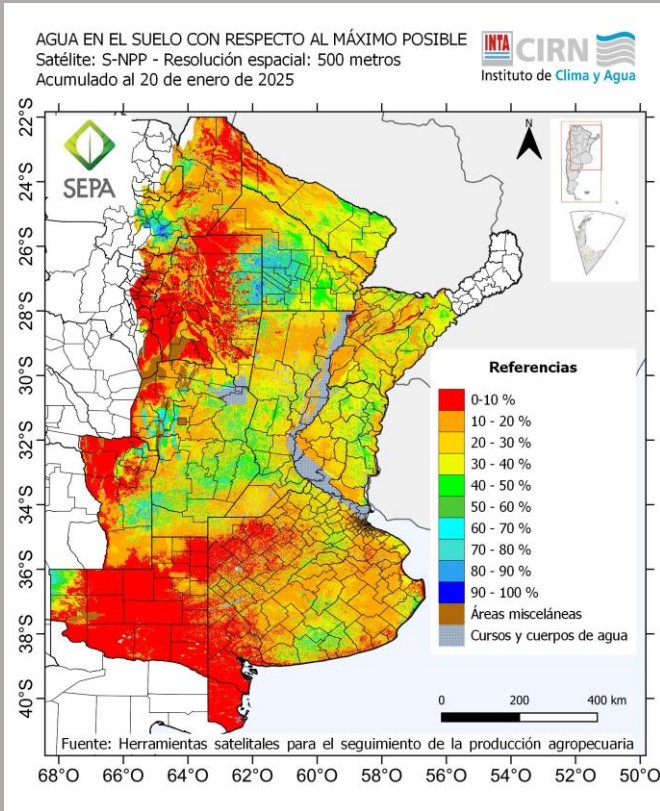 AGUA EN EL SUELO CON RESPECTO AL MÁXIMO POSIBLE
Satélite: S-NPP - Resolución espacial: 500 metros
Acumulado al 20 de enero de 2025
INTA CIRN
Instituto de Clima y Agua
SEPA
N
22°S
24°S
26°S
28°S
30°S
32°S
34°S
36°S
38°S
40°S
Referencias
0-10 %
10 - 20 %
20 - 30 %
30 - 40 %
40 - 50 %
50 - 60 %
60 - 70 %
70 - 80 %
80 - 90 %
90 - 100 %
Áreas misceláneas
Cursos y cuerpos de agua
0 200 400 km
Fuente: Herramientas satelitales para el seguimiento de la producción agropecuaria
68°O 66°O 64°O 62°O 60°O 58°O 56°O 54°O 52°O 50°O